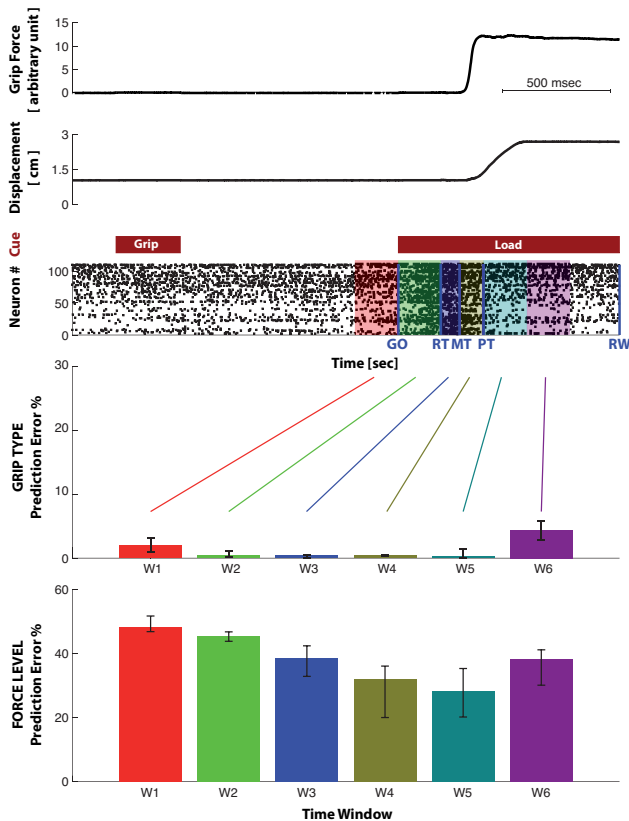 Grip Force
[ arbitrary unit ]
15
10
5
0
500 msec
Displacement
[ cm ]
3
1.5
0
Cue
Grip
Load
Neuron #
100
50
0
GO
RT
MT
PT
RW
Time [sec]
GRIP TYPE
Prediction Error %
30
20
10
0
W1
W2
W3
W4
W5
W6
FORCE LEVEL
Prediction Error %
60
40
20
0
W1
W2
W3
W4
W5
W6
Time Window